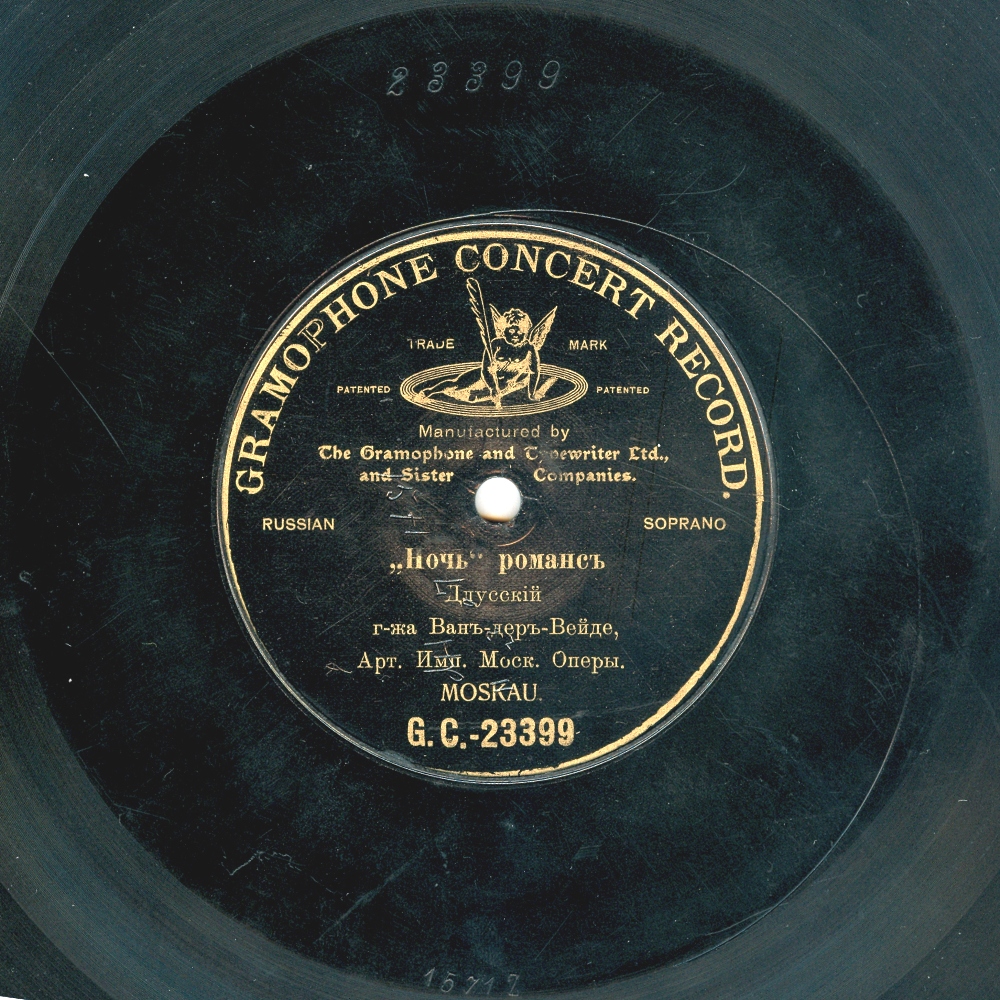 23399
GRAMOPHONE CONCERT RECORD.
TRADE MARK
PATENTED PATENTED
Manufactured by
The Gramophone and Typewriter Ltd.,
and Sister Companies.
RUSSIAN SOPRANO
„Ночь“ романсъ
Длусскій
г-жа Ванъ-деръ-Вейде,
Арт. Имп. Моск. Оперы.
MOSKAU.
G.C.-23399